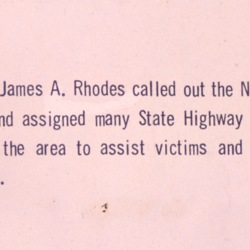 James A. Rhodes called out the N
nd assigned many State Highway
the area to assist victims and
.